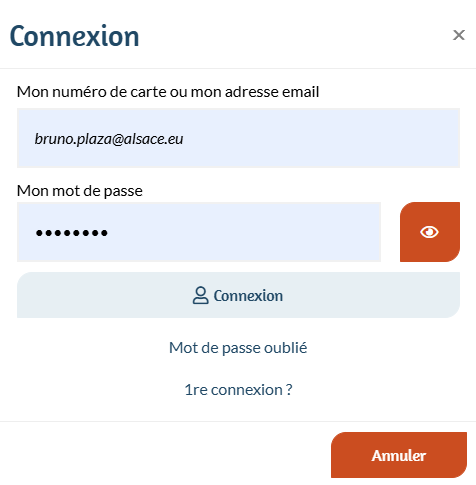 Connexion
×
Mon numéro de carte ou mon adresse email
bruno.plaza@alsace.eu
Mon mot de passe
••••••••
Connexion
Mot de passe oublié
1re connexion ?
Annuler